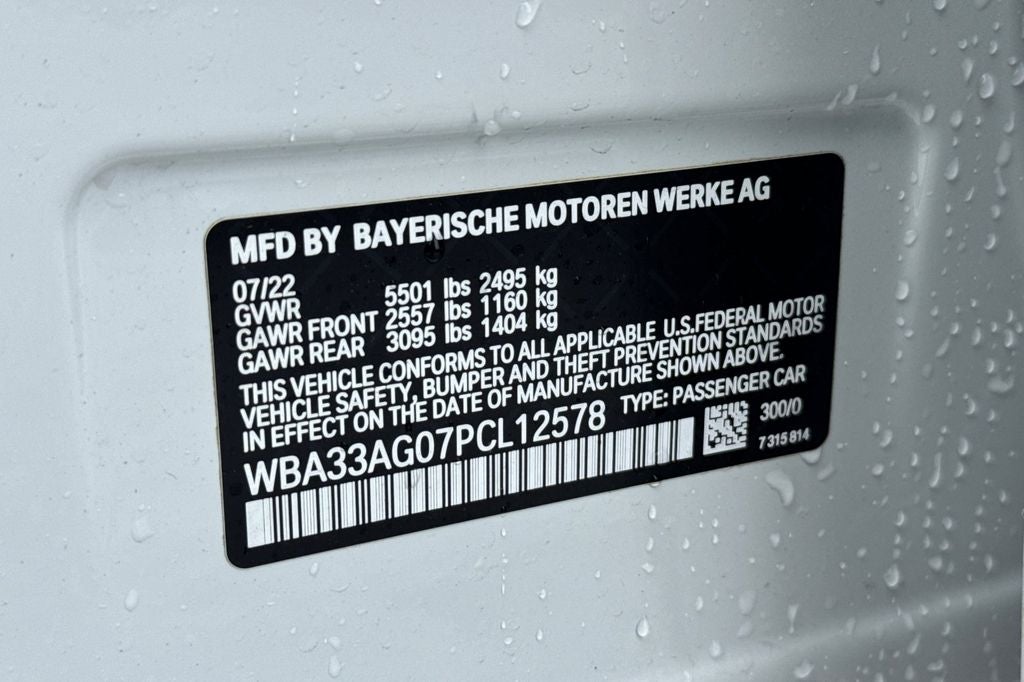 MFD BY BAYERISCHE MOTOREN WERKE AG
07/22
GVWR 5501 lbs 2495 kg
GAWR FRONT 2557 lbs 1160 kg
GAWR REAR 3095 lbs 1404 kg
THIS VEHICLE CONFORMS TO ALL APPLICABLE U.S.FEDERAL MOTOR
VEHICLE SAFETY, BUMPER AND THEFT PREVENTION STANDARDS
IN EFFECT ON THE DATE OF MANUFACTURE SHOWN ABOVE.
WBA33AG07PCL12578 TYPE: PASSENGER CAR
300/0
7 315 814